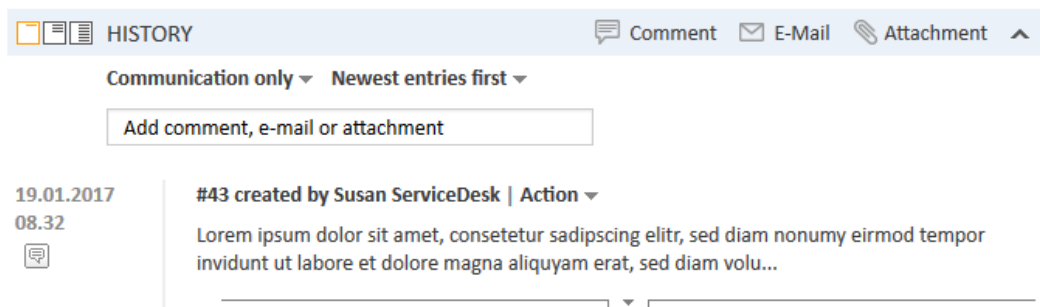 HISTORY Comment E-Mail Attachment
Communication only Newest entries first
Add comment, e-mail or attachment
19.01.2017 #43 created by Susan ServiceDesk | Action
08.32
Lorem ipsum dolor sit amet, consetetur sadipscing elitr, sed diam nonumy eirmod tempor
invidunt ut labore et dolore magna aliquyam erat, sed diam volu...